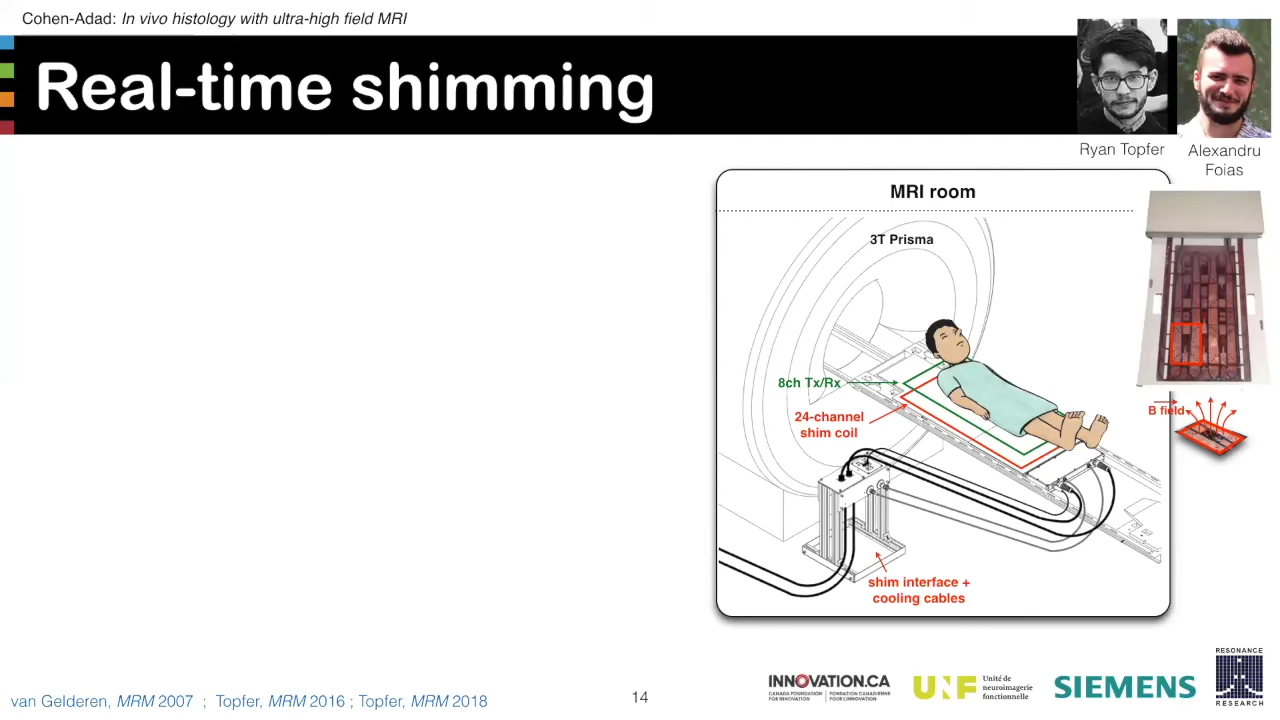 Cohen-Adad: In vivo histology with ultra-high field MRI
Real-time shimming
Ryan Topfer
Alexandru
Foias
MRI room
3T Prisma
8ch Tx/Rx
24-channel
shim coil
B field
shim interface +
cooling cables
van Gelderen, MRM 2007 ; Topfer, MRM 2016 ; Topfer, MRM 2018
14
INNOVATION.CA
CANADA FOUNDATION
FOR INNOVATION
FONDATION CANADIENNE
POUR L'INNOVATION
UNF
Unité de
neuroimagerie
fonctionnelle
SIEMENS
RESONANCE
RESEARCH